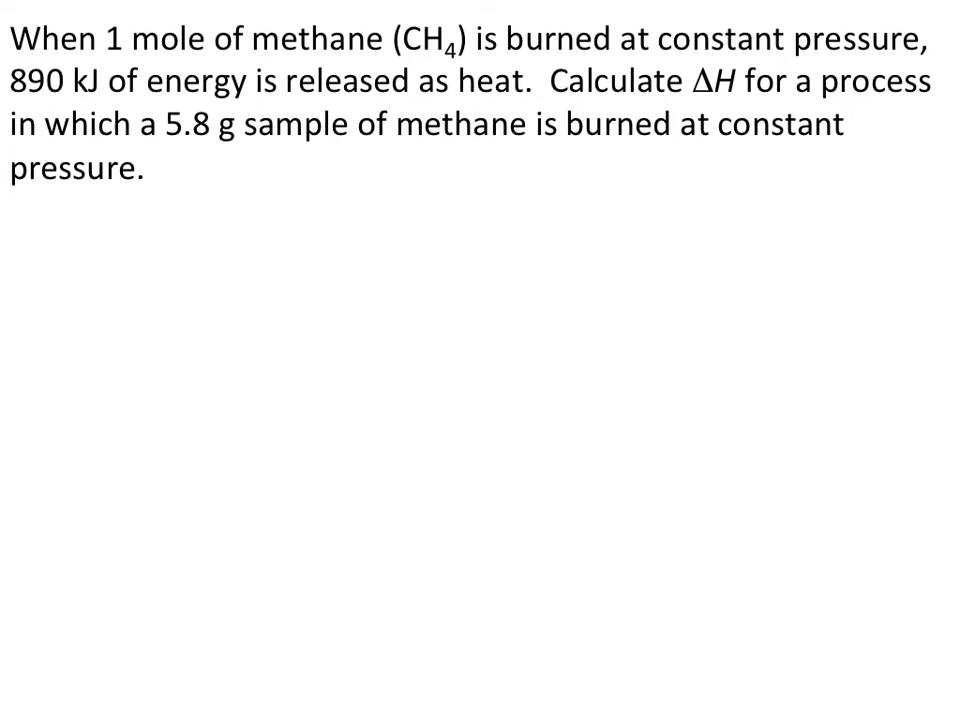 When 1 mole of methane (CH₄) is burned at constant pressure,
890 kJ of energy is released as heat.  Calculate ΔH for a process
in which a 5.8 g sample of methane is burned at constant
pressure.